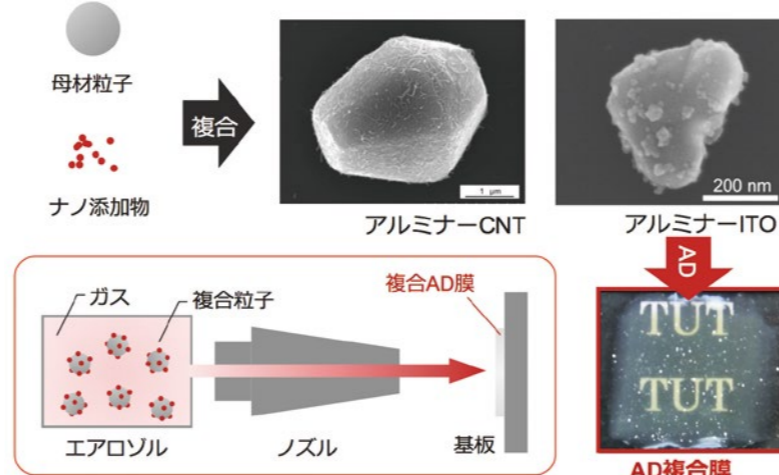 母材粒子
ナノ添加物
複合
1 μm
アルミナーCNT
200 nm
アルミナーITO
AD
ガス
複合粒子
複合AD膜
エアロゾル
ノズル
基板
TUT
TUT
AD複合膜